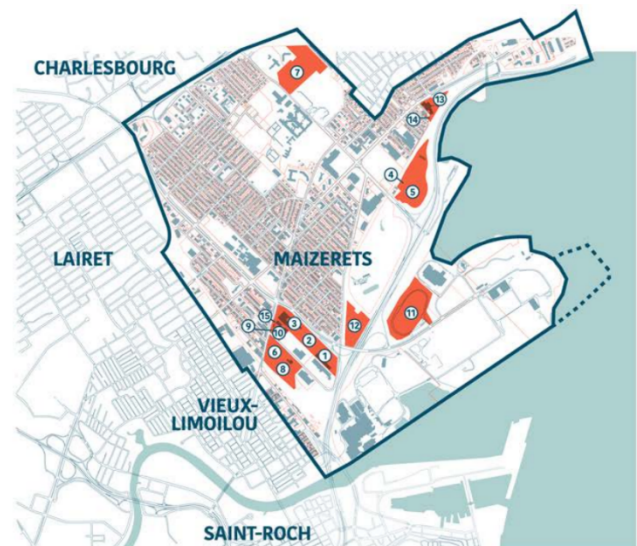 CHARLESBOURG
7
13
14
4
5
LAIRET
MAIZERETS
11
15
3
12
9
10
2
6
1
8
VIEUX-
LIMOILOU
SAINT-ROCH